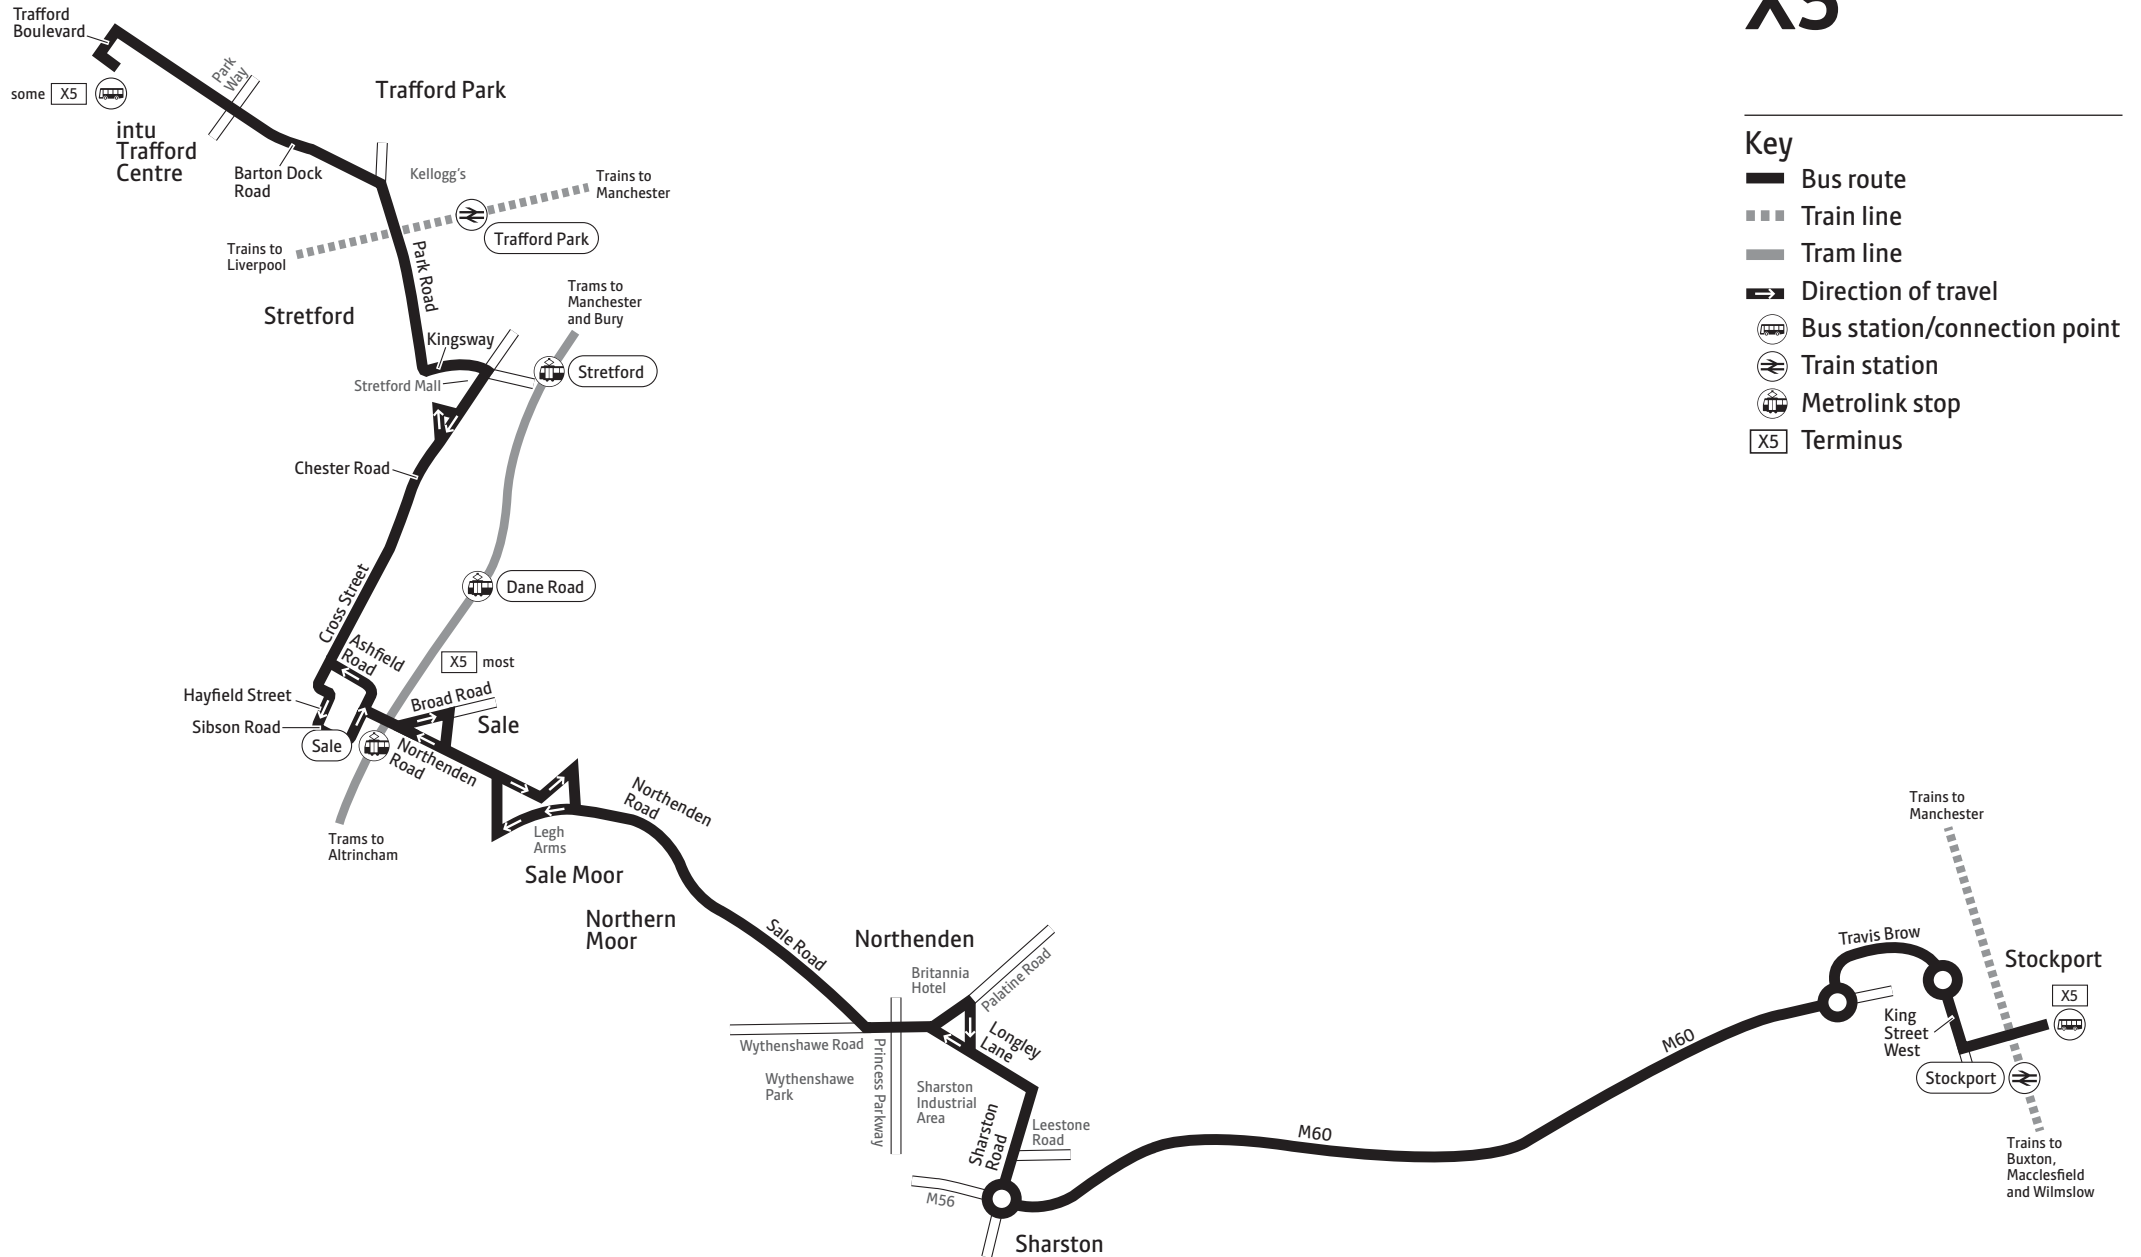 X5
Key
Bus route
Train line
Tram line
Direction of travel
Bus station/connection point
Train station
Metrolink stop
X5 Terminus
Trafford
Boulevard
some X5
intu
Trafford
Centre
Park
Way
Trafford Park
Barton Dock
Road
Kellogg's
Trains to
Manchester
Trafford Park
Trains to
Liverpool
Park Road
Stretford
Trams to
Manchester
and Bury
Kingsway
Stretford
Stretford Mall
Chester Road
Dane Road
Cross Street
Ashfield
Road
X5 most
Hayfield Street
Broad Road
Sibson Road
Sale
Sale
Northenden
Road
Trams to
Altrincham
Northenden
Road
Legh
Arms
Sale Moor
Northern
Moor
Sale Road
Northenden
Britannia
Hotel
Palatine Road
Longley
Lane
Wythenshawe Road
Princess Parkway
Wythenshawe
Park
Sharston
Industrial
Area
Sharston
Road
Leestone
Road
M56
Sharston
M60
M60
Travis Brow
King
Street
West
Trains to
Manchester
Stockport
X5
Stockport
Trains to
Buxton,
Macclesfield
and Wilmslow